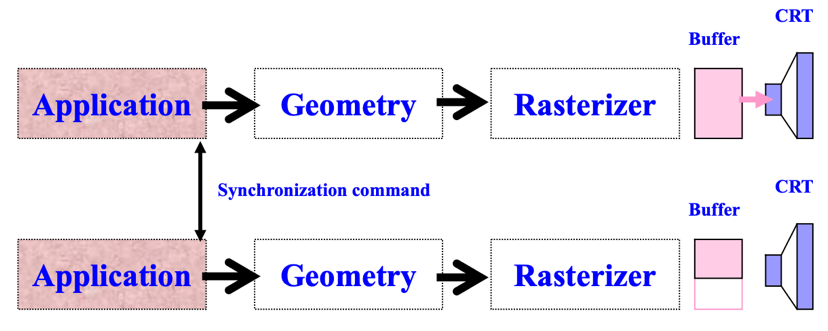 CRT
Buffer
Application
Geometry
Rasterizer
Synchronization command
CRT
Buffer
Application
Geometry
Rasterizer